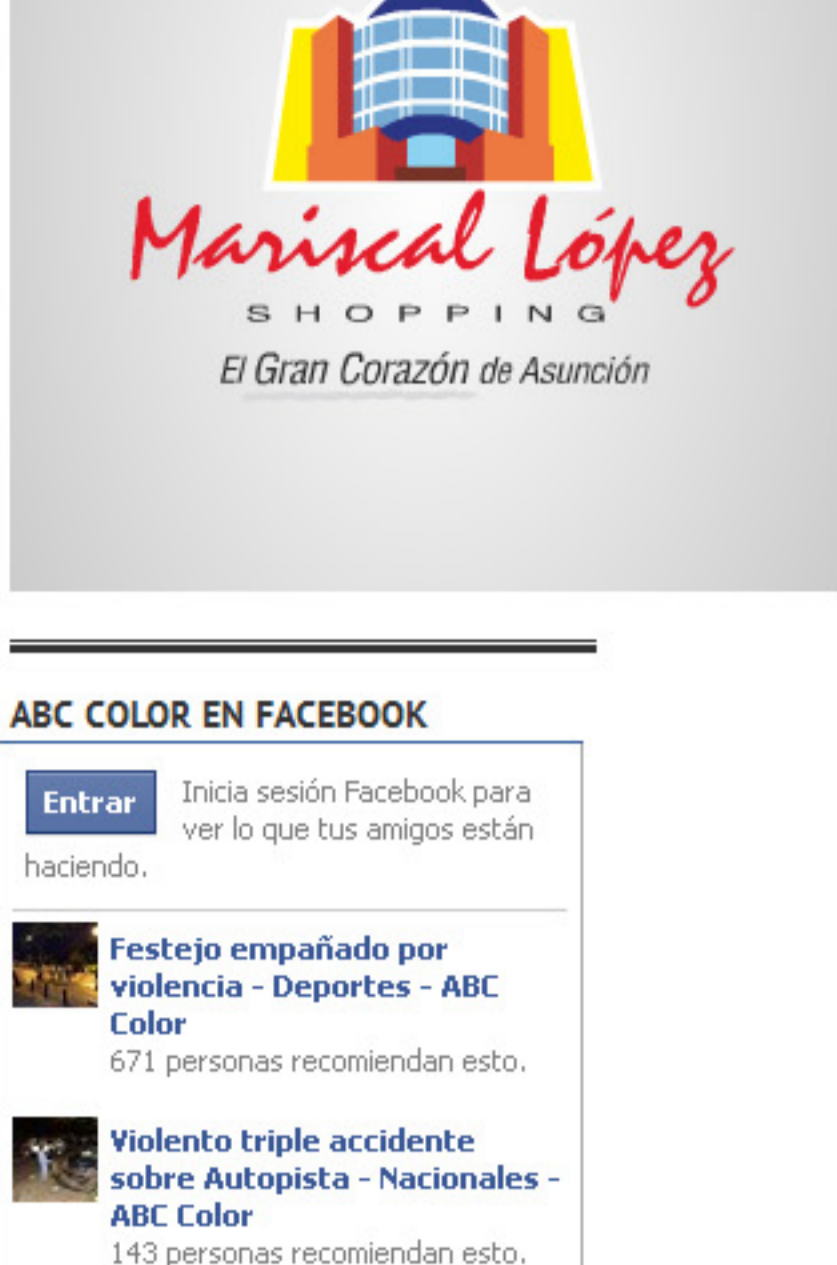 Mariscal López
SHOPPING
El Gran Corazón de Asunción
ABC COLOR EN FACEBOOK
Entrar
Inicia sesión Facebook para
ver lo que tus amigos están
haciendo.
Festejo empañado por
violencia - Deportes - ABC
Color
671 personas recomiendan esto.
Violento triple accidente
sobre Autopista - Nacionales -
ABC Color
143 personas recomiendan esto.